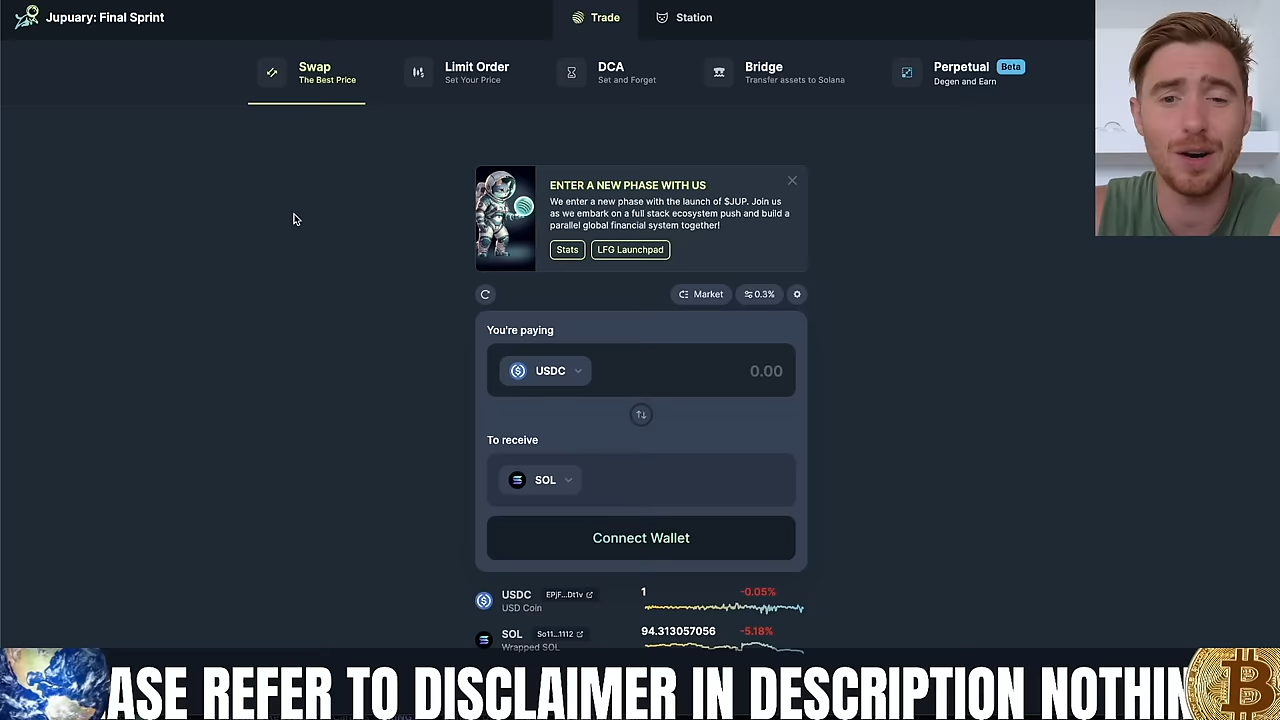 Jupuary: Final Sprint
Trade
Station
Swap
The Best Price
Limit Order
Set Your Price
DCA
Set and Forget
Bridge
Transfer assets to Solana
Perpetual Beta
Degen and Earn
ENTER A NEW PHASE WITH US
We enter a new phase with the launch of $JUP. Join us
as we embark on a full stack ecosystem push and build a
parallel global financial system together!
Stats
LFG Launchpad
Market
0.3%
You're paying
USDC
0.00
To receive
SOL
Connect Wallet
USDC EPjF...Dt1v 1 -0.05%
USD Coin
SOL So11...1112 94.313057056 -5.18%
Wrapped SOL
ASE REFER TO DISCLAIMER IN DESCRIPTION NOTHIN